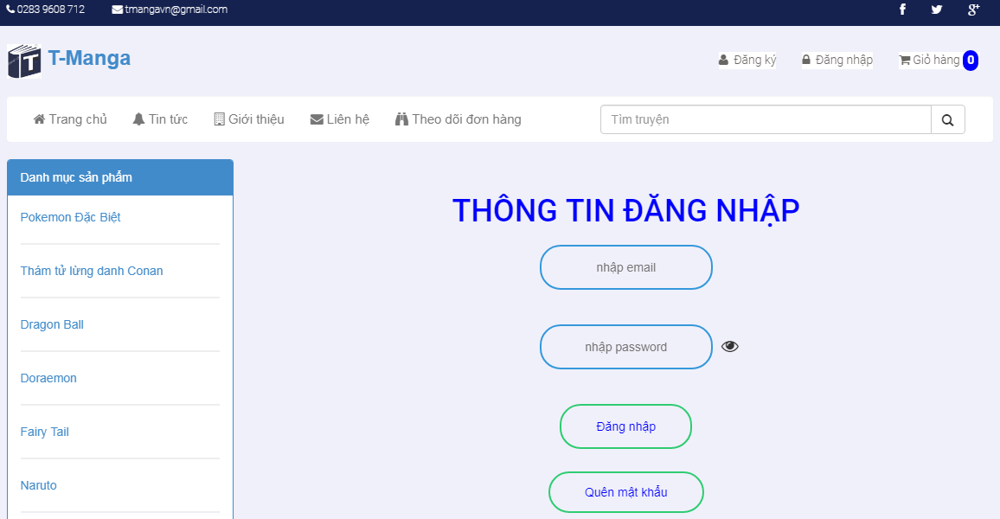 0283 9608 712 tmangavn@gmail.com
T-Manga
Đăng ký Đăng nhập Giỏ hàng 0
Trang chủ Tin tức Giới thiệu Liên hệ Theo dõi đơn hàng Tìm truyện
Danh mục sản phẩm
Pokemon Đặc Biệt
Thám tử lừng danh Conan
Dragon Ball
Doraemon
Fairy Tail
Naruto
THÔNG TIN ĐĂNG NHẬP
nhập email
nhập password
Đăng nhập
Quên mật khẩu